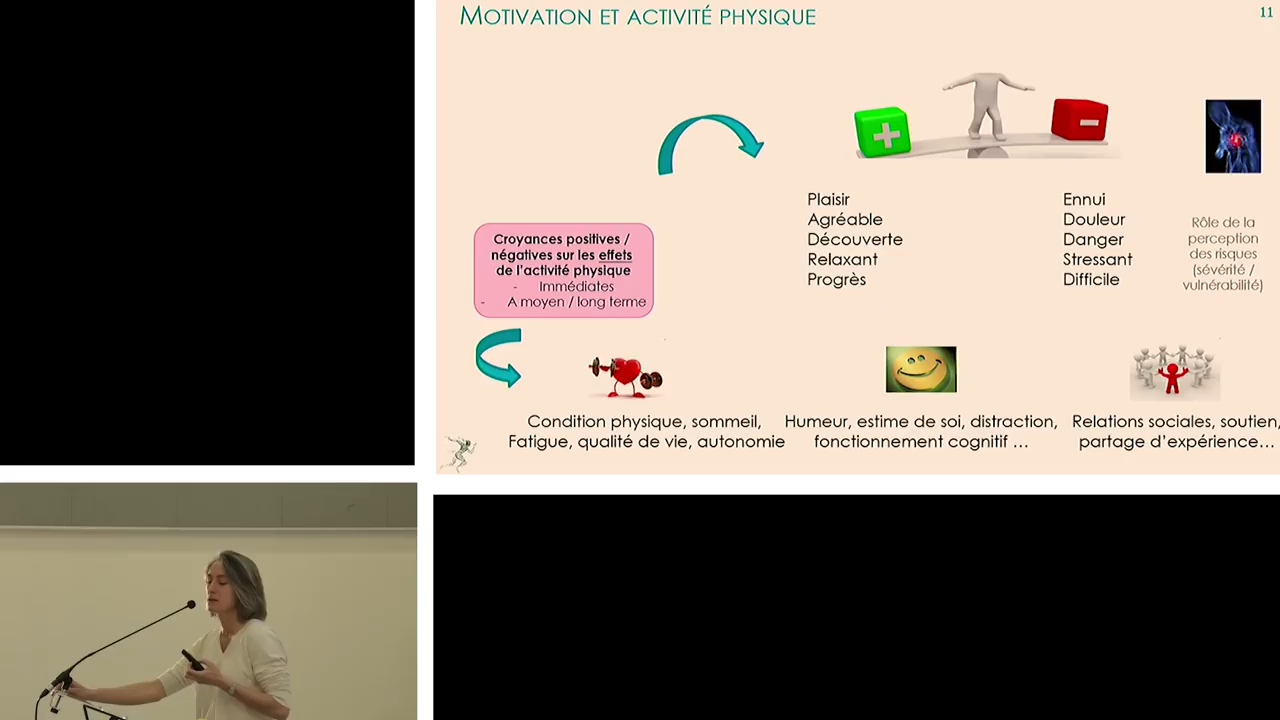 MOTIVATION ET ACTIVITÉ PHYSIQUE
11
Plaisir
Agréable
Découverte
Relaxant
Progrès
Ennui
Douleur
Danger
Stressant
Difficile
Rôle de la
perception
des risques
(sévérité /
vulnérabilité)
Croyances positives /
négatives sur les effets
de l'activité physique
- Immédiates
- A moyen / long terme
Condition physique, sommeil,
Fatigue, qualité de vie, autonomie
Humeur, estime de soi, distraction,
fonctionnement cognitif ...
Relations sociales, soutien,
partage d'expérience...